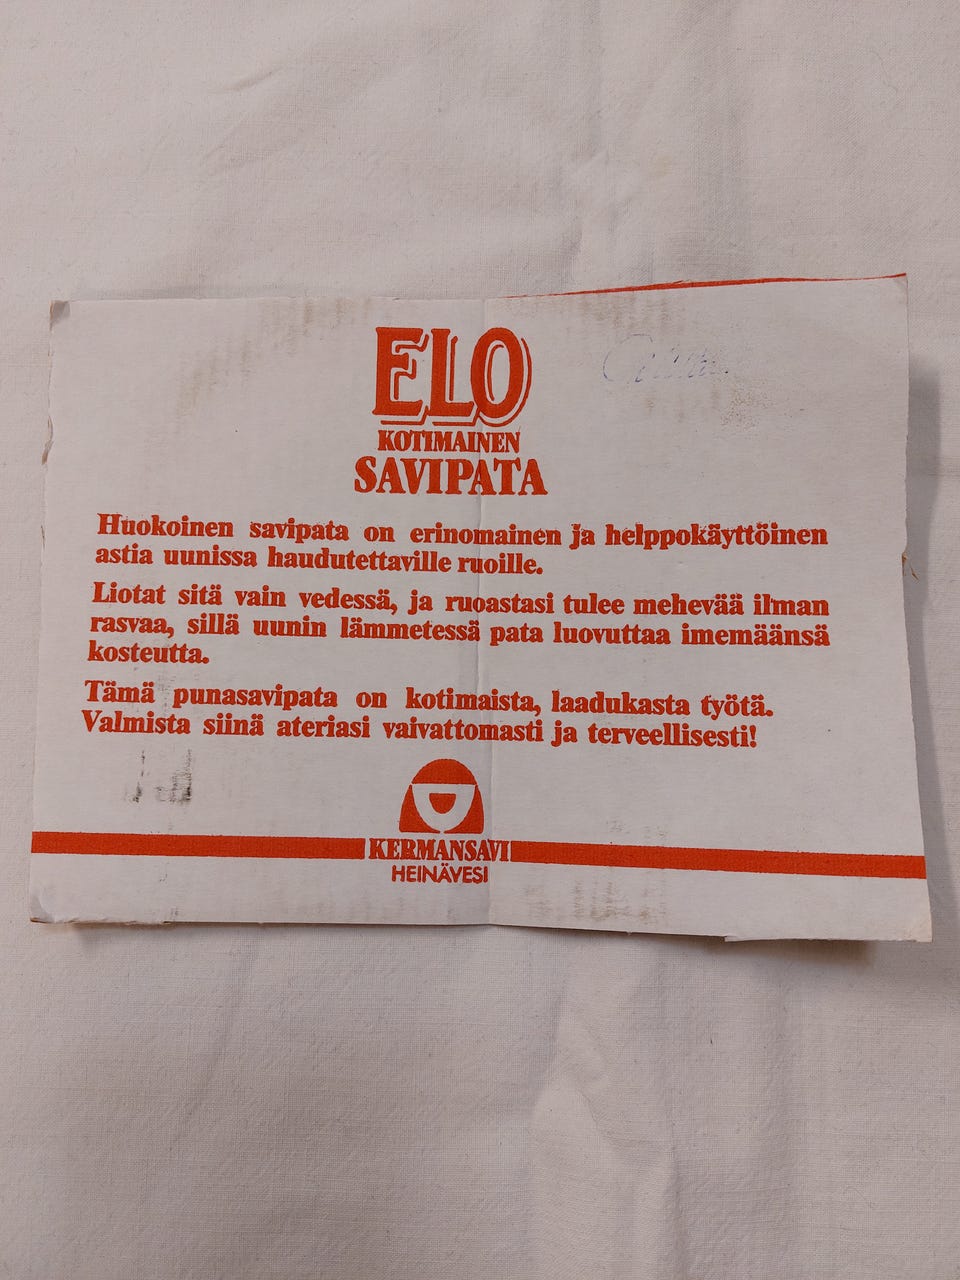 ELO
KOTIMAINEN
SAVIPATA
Huokoinen savipata on erinomainen ja helppokäyttöinen
astia uunissa haudutettaville ruoille.
Liotat sitä vain vedessä, ja ruoastasi tulee mehevää ilman
rasvaa, sillä uunin lämmetessä pata luovuttaa imemäänsä
kosteutta.
Tämä punasavipata on kotimaista, laadukasta työtä.
Valmista siinä ateriasi vaivattomasti ja terveellisesti!
KERMANSAVI
HEINÄVESI